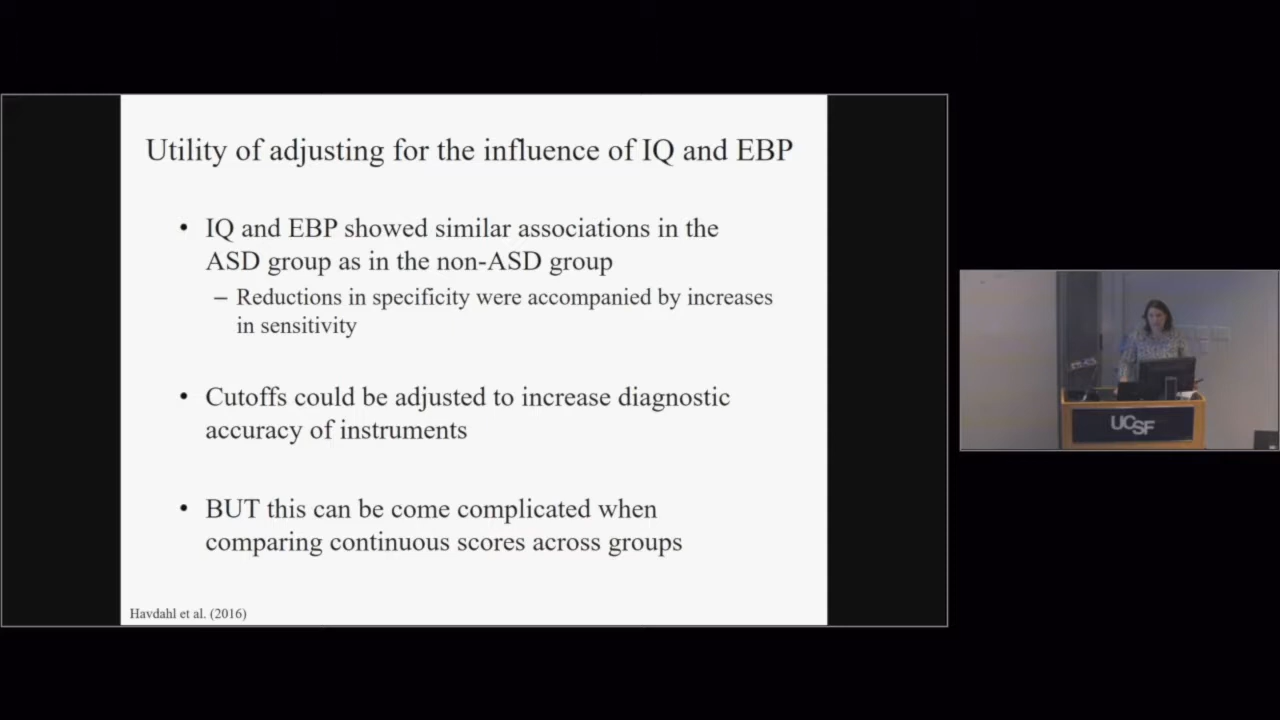 Utility of adjusting for the influence of IQ and EBP
• IQ and EBP showed similar associations in the
ASD group as in the non-ASD group
– Reductions in specificity were accompanied by increases
in sensitivity
• Cutoffs could be adjusted to increase diagnostic
accuracy of instruments
• BUT this can be come complicated when
comparing continuous scores across groups
Havdahl et al. (2016)
UCSF